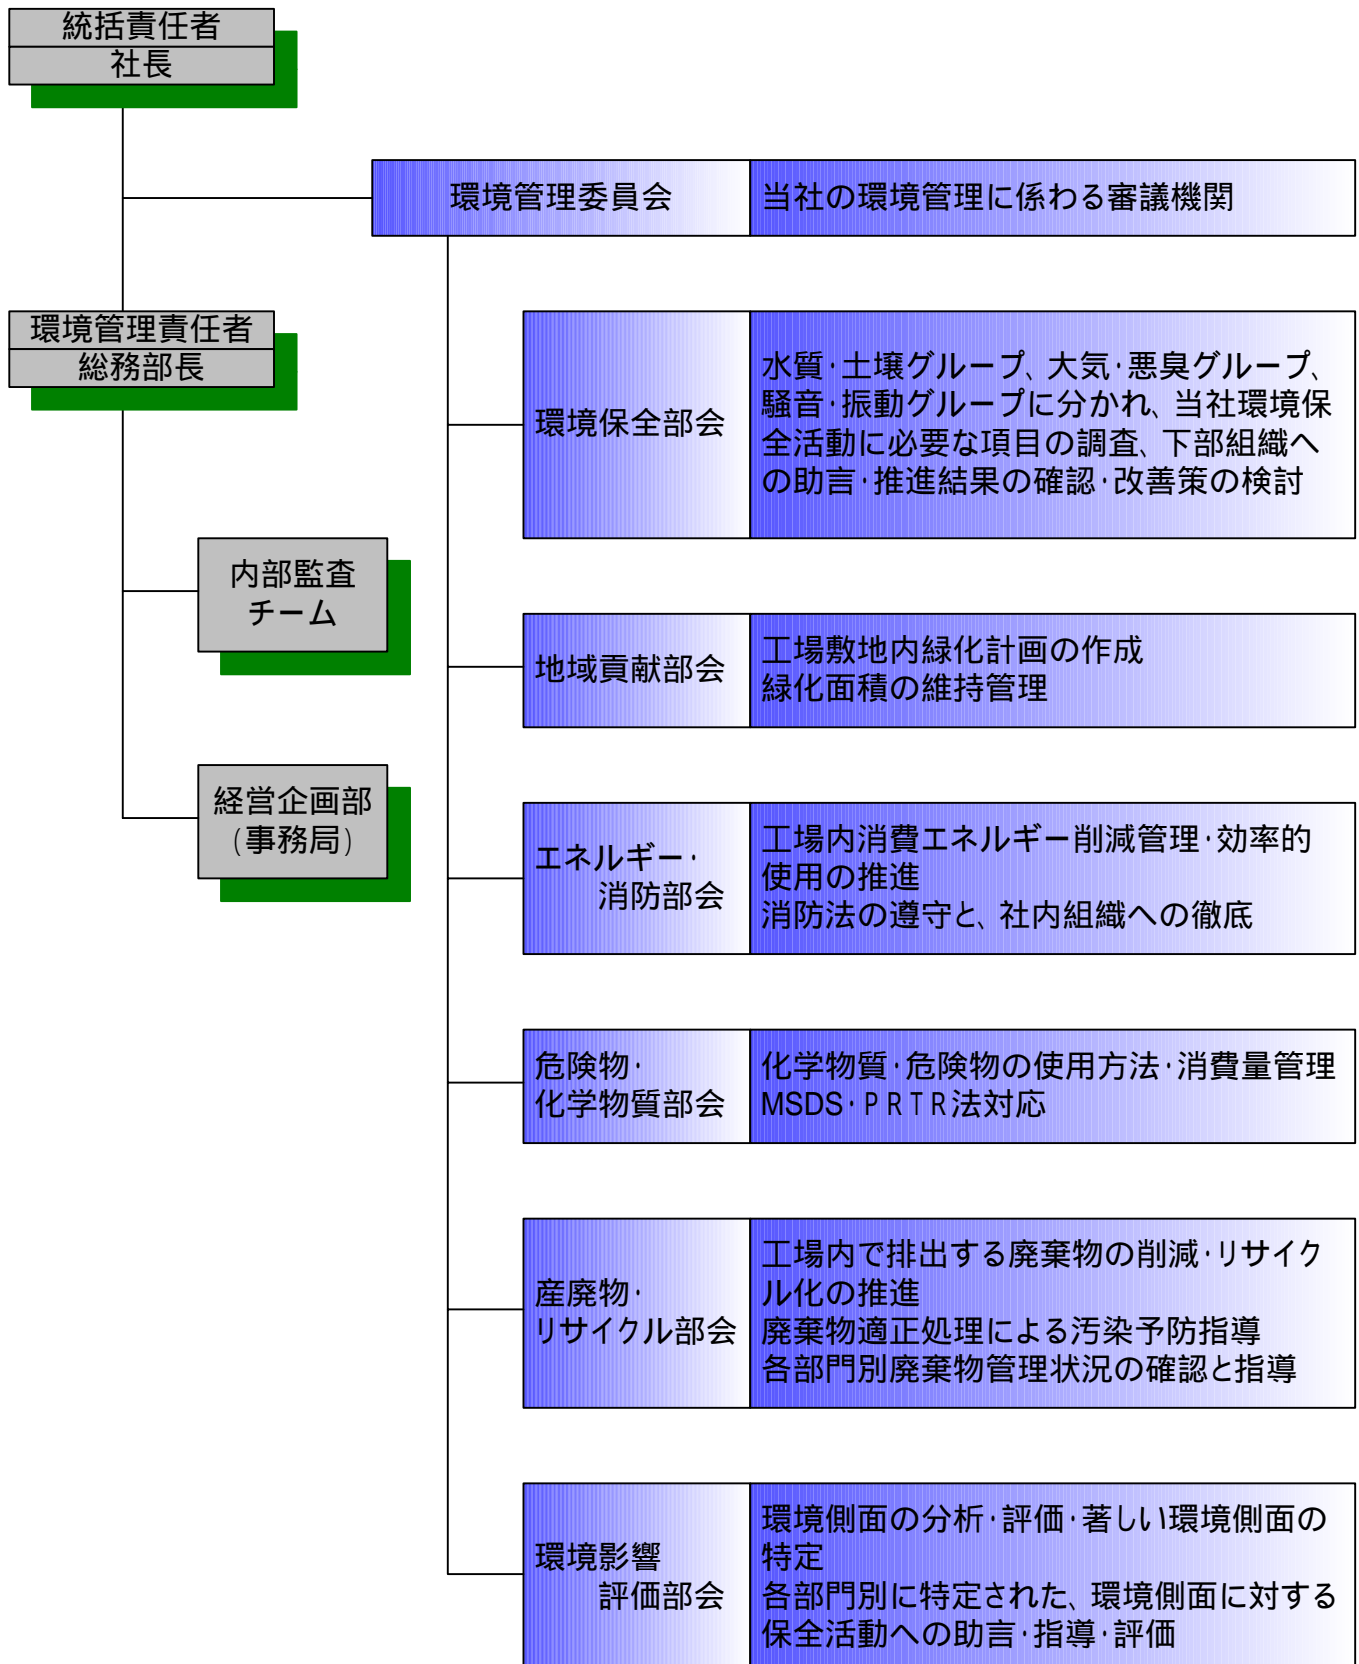 統括責任者
社長
環境管理委員会
当社の環境管理に係わる審議機関
環境管理責任者
総務部長
環境保全部会
水質・土壌グループ、大気・悪臭グループ、
騒音・振動グループに分かれ、当社環境保
全活動に必要な項目の調査、下部組織へ
の助言・推進結果の確認・改善策の検討
内部監査
チーム
地域貢献部会
工場敷地内緑化計画の作成
緑化面積の維持管理
経営企画部
(事務局)
エネルギー・
消防部会
工場内消費エネルギー削減管理・効率的
使用の推進
消防法の遵守と、社内組織への徹底
危険物・
化学物質部会
化学物質・危険物の使用方法・消費量管理
MSDS・PRTR法対応
産廃物・
リサイクル部会
工場内で排出する廃棄物の削減・リサイク
ル化の推進
廃棄物適正処理による汚染予防指導
各部門別廃棄物管理状況の確認と指導
環境影響
評価部会
環境側面の分析・評価・著しい環境側面の
特定
各部門別に特定された、環境側面に対する
保全活動への助言・指導・評価